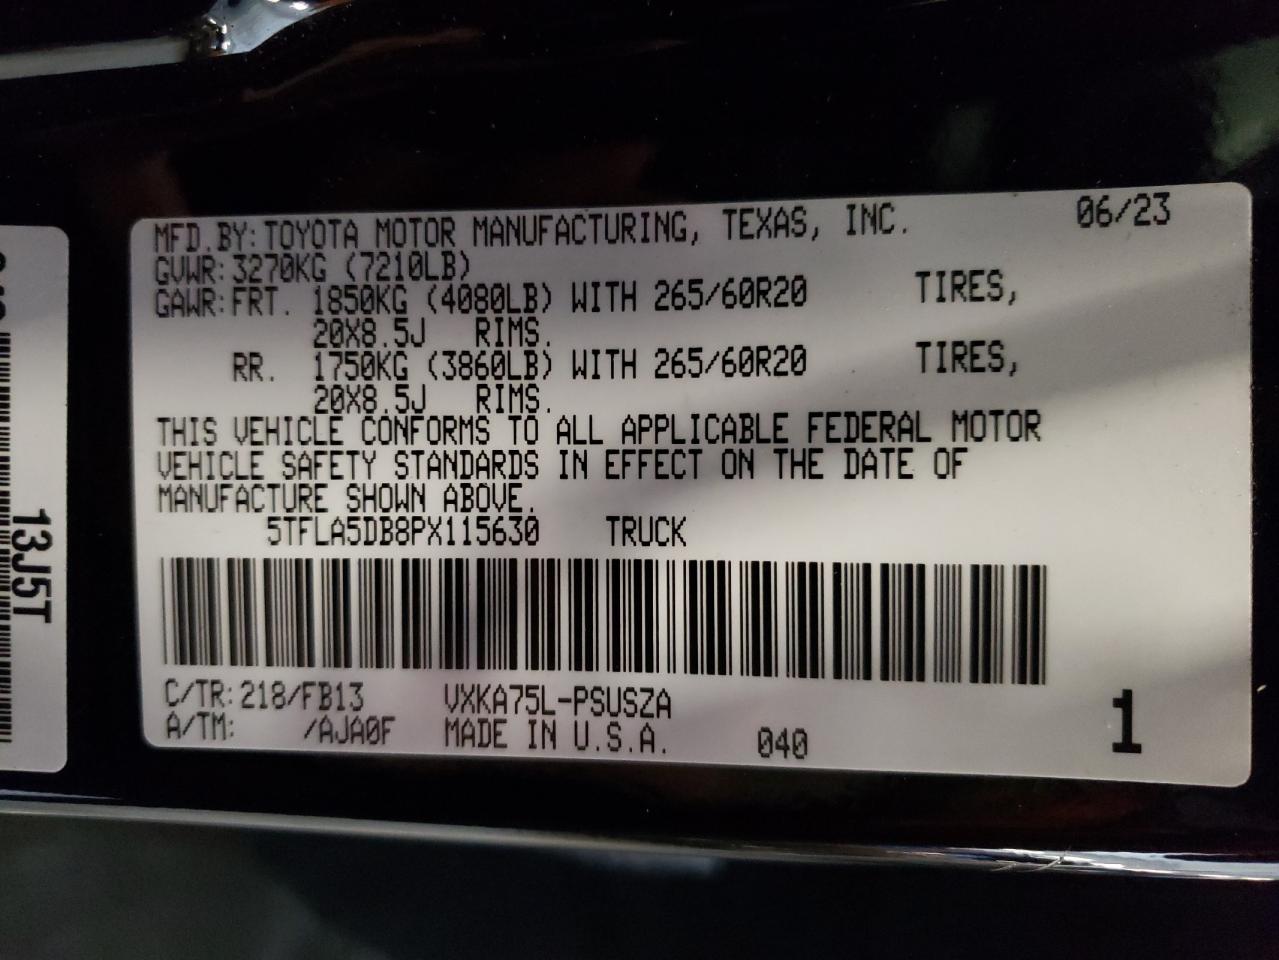 MFD.BY:TOYOTA MOTOR MANUFACTURING, TEXAS, INC. 06/23
GVWR:3270KG (7210LB)
GAWR:FRT. 1850KG (4080LB) WITH 265/60R20 TIRES,
20X8.5J RIMS.
RR. 1750KG (3860LB) WITH 265/60R20 TIRES,
20X8.5J RIMS.
THIS VEHICLE CONFORMS TO ALL APPLICABLE FEDERAL MOTOR
VEHICLE SAFETY STANDARDS IN EFFECT ON THE DATE OF
MANUFACTURE SHOWN ABOVE.
5TFLA5DB8PX115630 TRUCK
C/TR:218/FB13 VXKA75L-PSUSZA
A/TM: /AJA0F MADE IN U.S.A. 040 1
13J5T